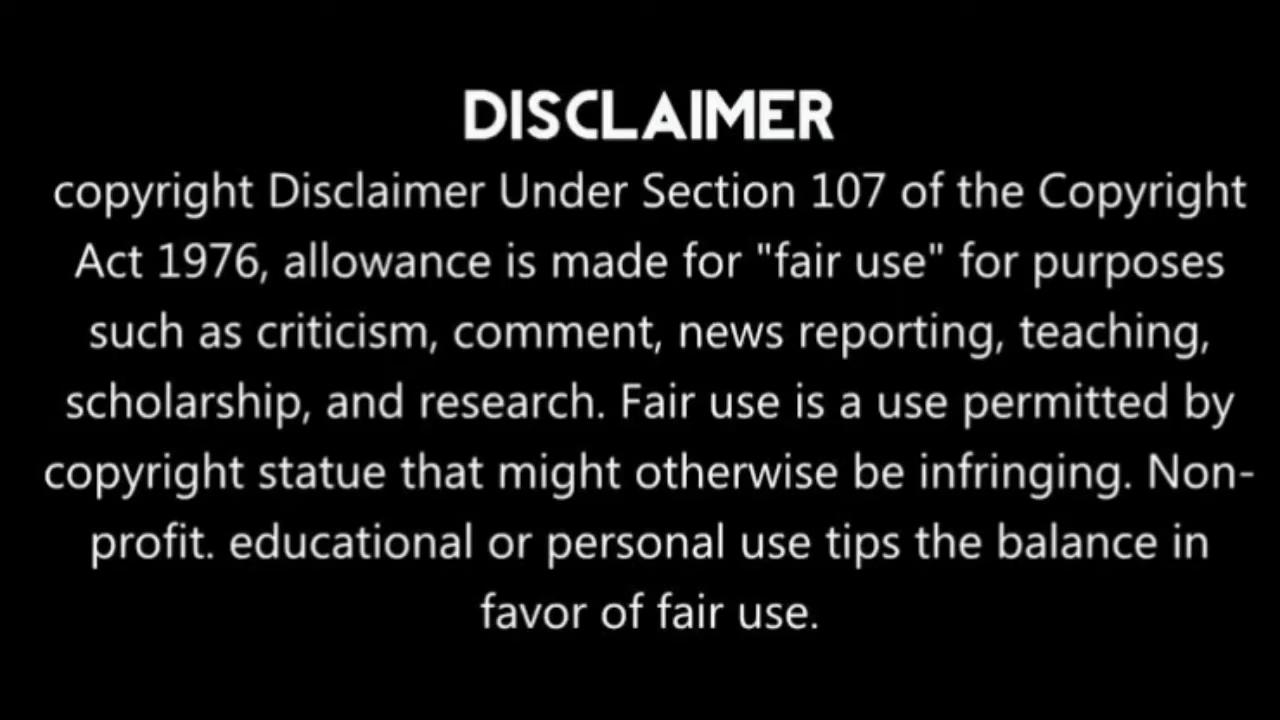 DISCLAIMER
copyright Disclaimer Under Section 107 of the Copyright
Act 1976, allowance is made for "fair use" for purposes
such as criticism, comment, news reporting, teaching,
scholarship, and research. Fair use is a use permitted by
copyright statue that might otherwise be infringing. Non-
profit. educational or personal use tips the balance in
favor of fair use.